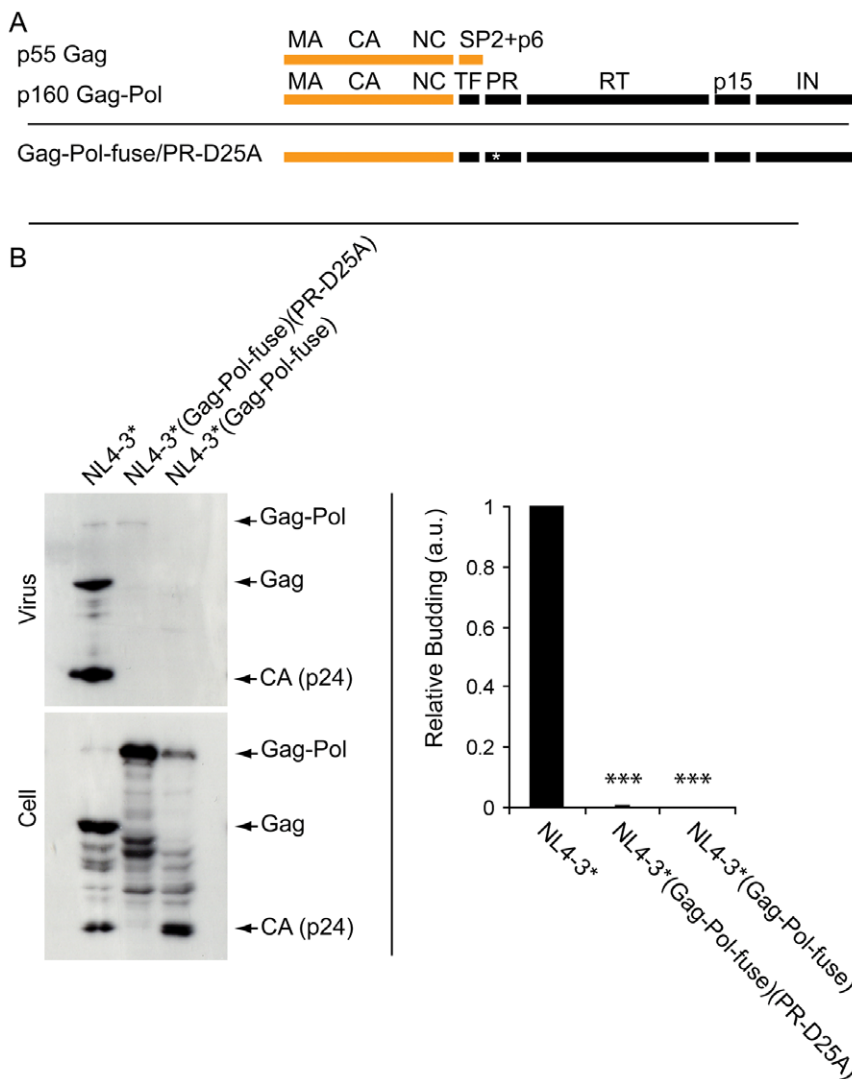 A
MA CA NC SP2+p6
p55 Gag
MA CA NC TF PR RT p15 IN
p160 Gag-Pol
Gag-Pol-fuse/PR-D25A *
B
NL4-3*
NL4-3*(Gag-Pol-fuse)(PR-D25A)
NL4-3*(Gag-Pol-fuse)
Virus
Gag-Pol
Gag
CA (p24)
Cell
Gag-Pol
Gag
CA (p24)
Relative Budding (a.u.)
1
0.8
0.6
0.4
0.2
0
*** ***
NL4-3*
NL4-3*(Gag-Pol-fuse)(PR-D25A)
NL4-3*(Gag-Pol-fuse)